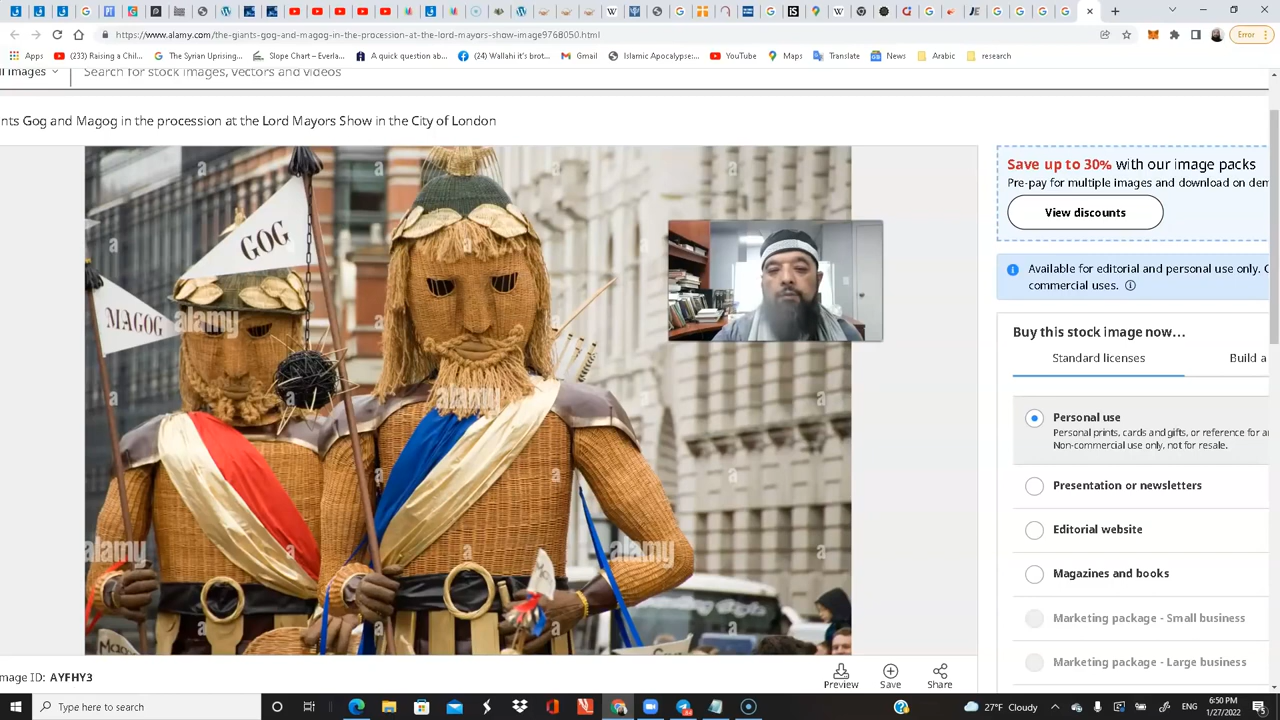 https://www.alamy.com/the-giants-gog-and-magog-in-the-procession-at-the-lord-mayors-show-image9768050.html
Error
Apps
(233) Raising a Chil...
The Syrian Uprising...
Slope Chart – Everla...
A quick question ab...
(24) Wallahi it's brot...
Gmail
Islamic Apocalypse:...
YouTube
Maps
Translate
News
Arabic
research
Search for stock images, vectors and videos
nts Gog and Magog in the procession at the Lord Mayors Show in the City of London
GOG
MAGOG
alamy
alamy
alamy
alamy
a
Save up to 30% with our image packs
Pre-pay for multiple images and download on dem
View discounts
Available for editorial and personal use only.
commercial uses.
Buy this stock image now...
Standard licenses
Build a
Personal use
Personal prints, cards and gifts, or reference for
Non-commercial use only, not for resale.
Presentation or newsletters
Editorial website
Magazines and books
Marketing package - Small business
Marketing package - Large business
mage ID: AYFHY3
Preview
Save
Share
Type here to search
27°F Cloudy
ENG
6:50 PM
1/27/2022